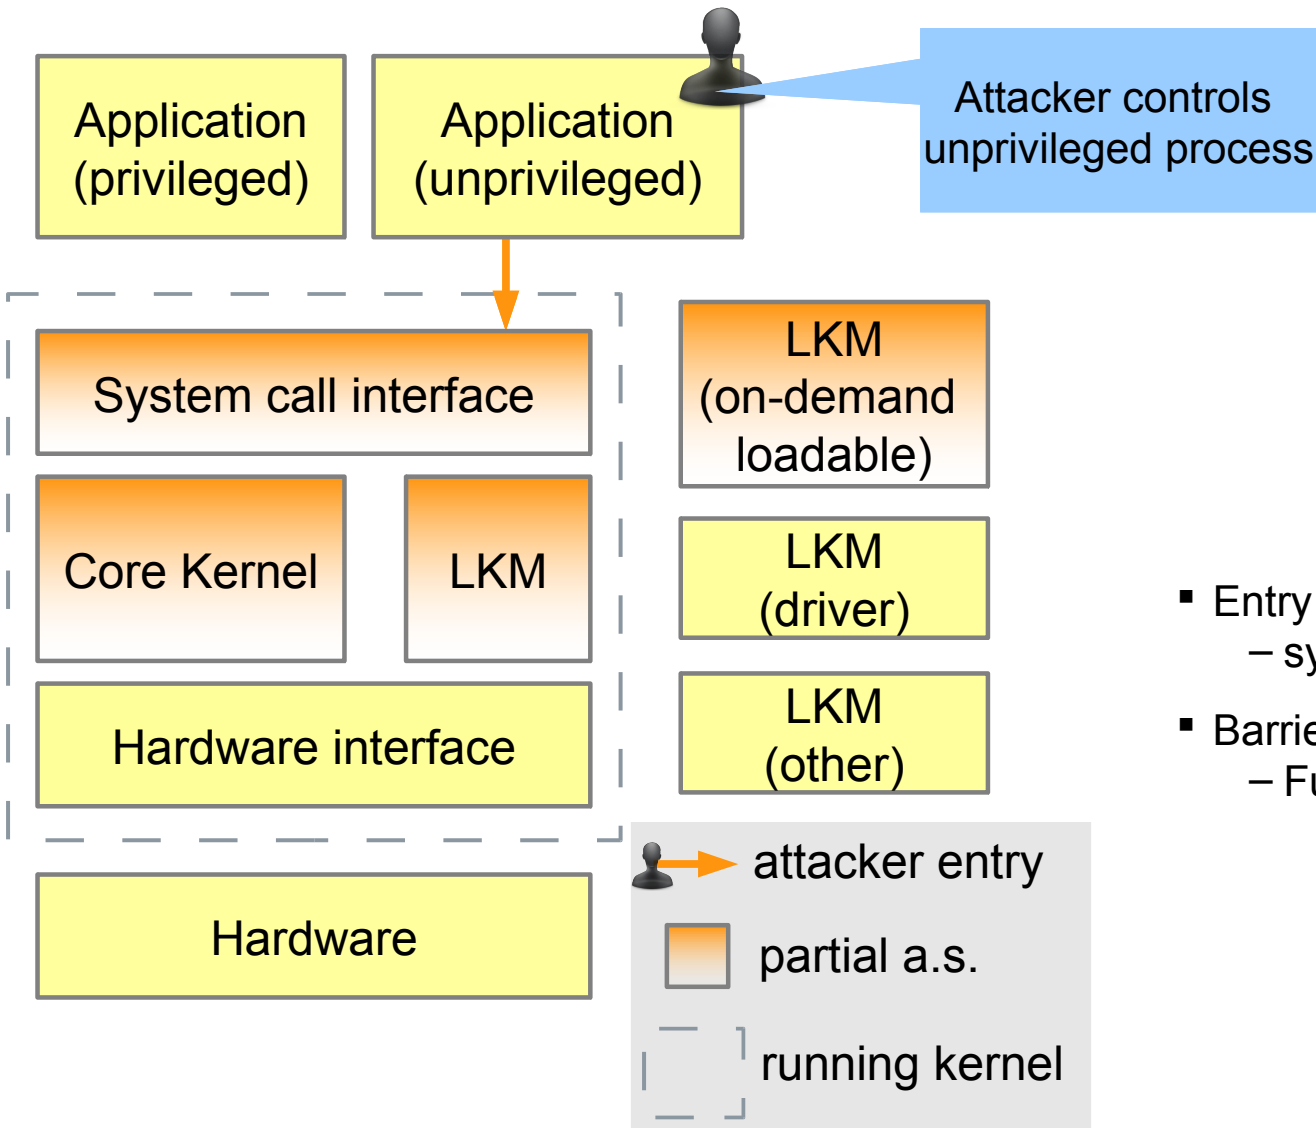 Application
(privileged)
Application
(unprivileged)
Attacker controls
unprivileged process
System call interface
Core Kernel
LKM
Hardware interface
Hardware
LKM
(on-demand
loadable)
LKM
(driver)
LKM
(other)
attacker entry
partial a.s.
running kernel
▪ Entry
–
▪
–